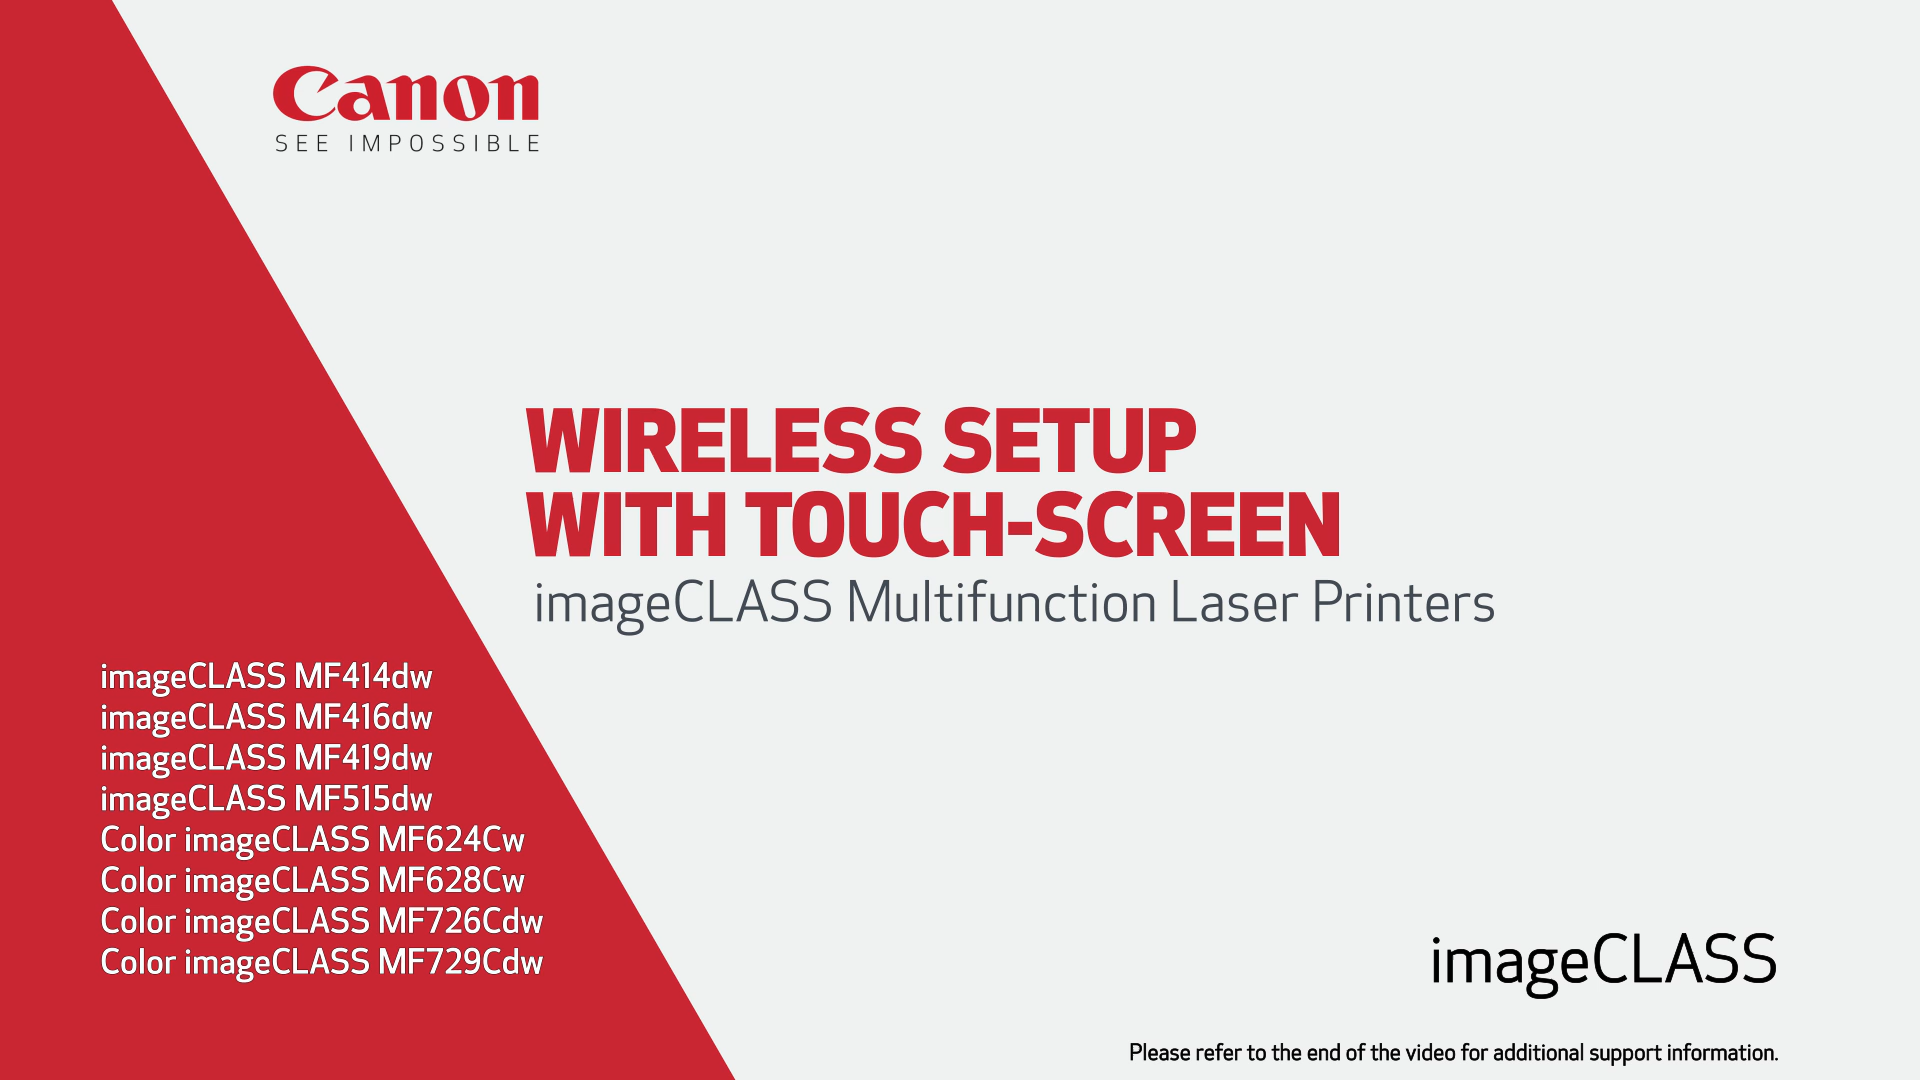 Canon
SEE IMPOSSIBLE
WIRELESS SETUP
WITH TOUCH-SCREEN
imageCLASS Multifunction Laser Printers
imageCLASS MF414dw
imageCLASS MF416dw
imageCLASS MF419dw
imageCLASS MF515dw
Color imageCLASS MF624Cw
Color imageCLASS MF628Cw
Color imageCLASS MF726Cdw
Color imageCLASS MF729Cdw
imageCLASS
Please refer to the end of the video for additional support information.